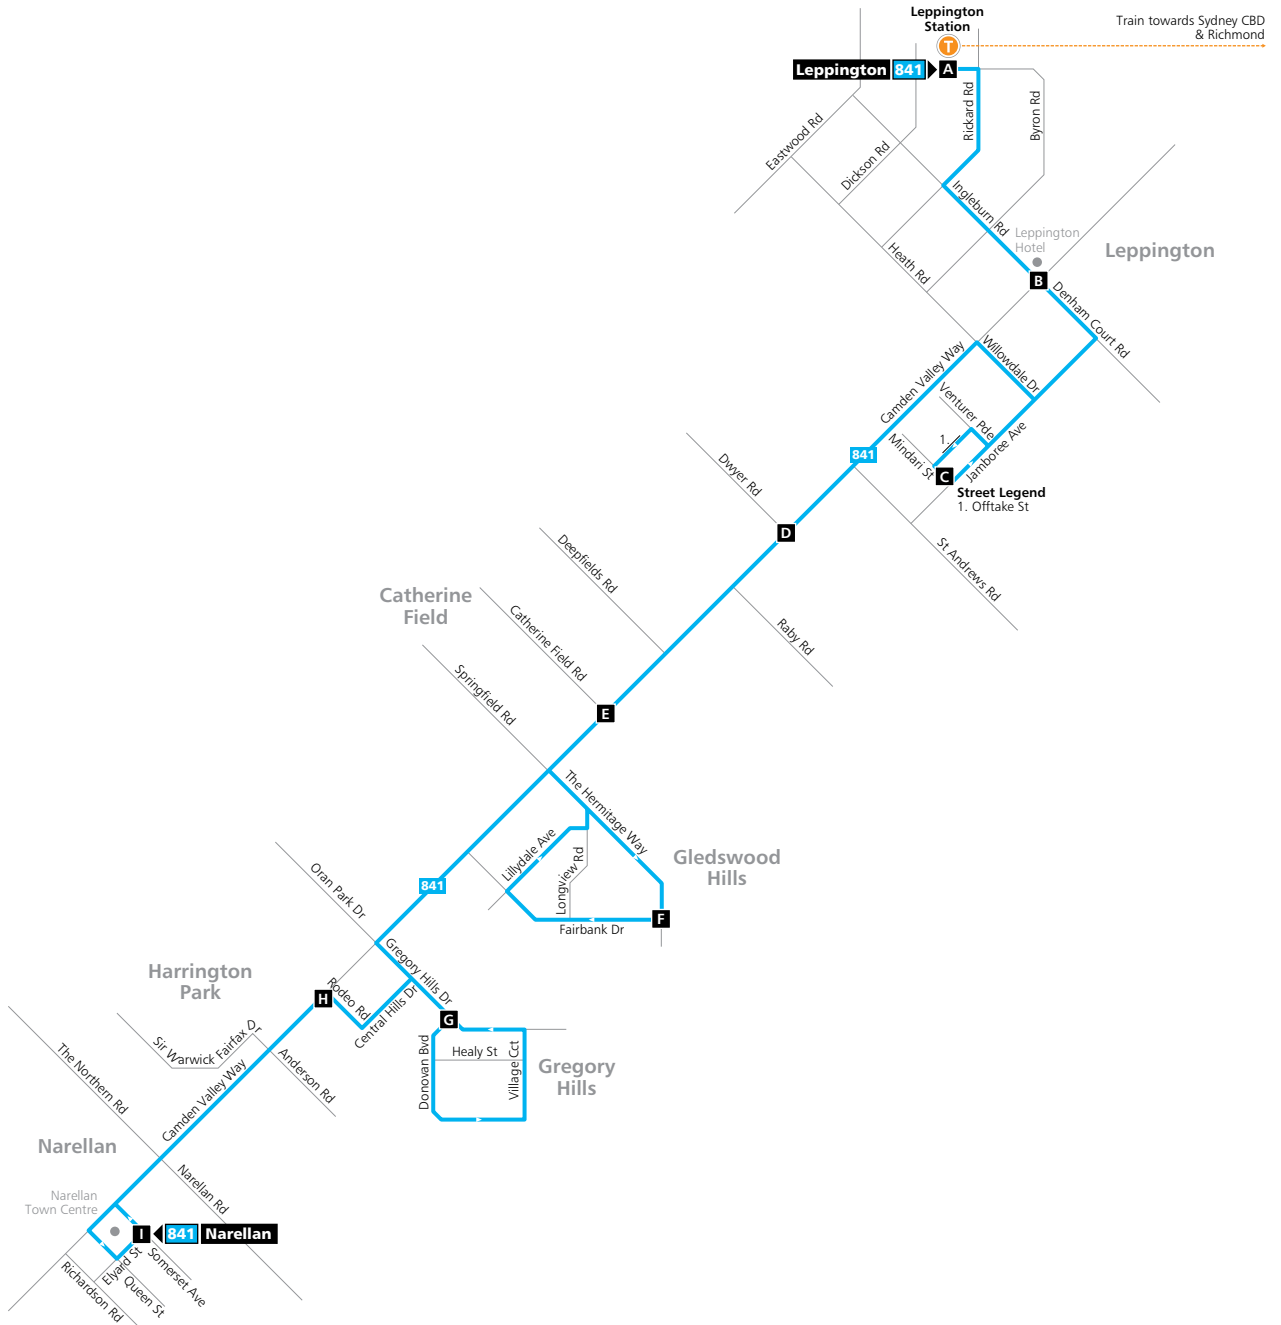 Leppington
Station
T
Train towards Sydney CBD
& Richmond
Leppington 841
A
Rickard Rd
Byron Rd
Eastwood Rd
Dickson Rd
Ingleburn Rd
Leppington
Hotel
Leppington
Heath Rd
B
Denham Court Rd
Willowdale Dr
Camden Valley Way
Venturer Pde
1.
Mindari St
Jamboree Ave
841
C
Street Legend
1. Offtake St
Dwyer Rd
D
St Andrews Rd
Deepfields Rd
Catherine
Field
Catherine Field Rd
Raby Rd
Springfield Rd
E
The Hermitage Way
Lillydale Ave
Longview Rd
Gledswood
Hills
841
Oran Park Dr
F
Fairbank Dr
Gregory Hills Dr
Harrington
Park
H
Rodeo Rd
Central Hills Dr
G
Sir Warwick Fairfax Dr
Healy St
Donovan Bvd
Village Cct
Gregory
Hills
The Northern Rd
Anderson Rd
Camden Valley Way
Narellan
Narellan Rd
Narellan
Town Centre
I
841 Narellan
Elyard St
Somerset Ave
Queen St
Richardson Rd